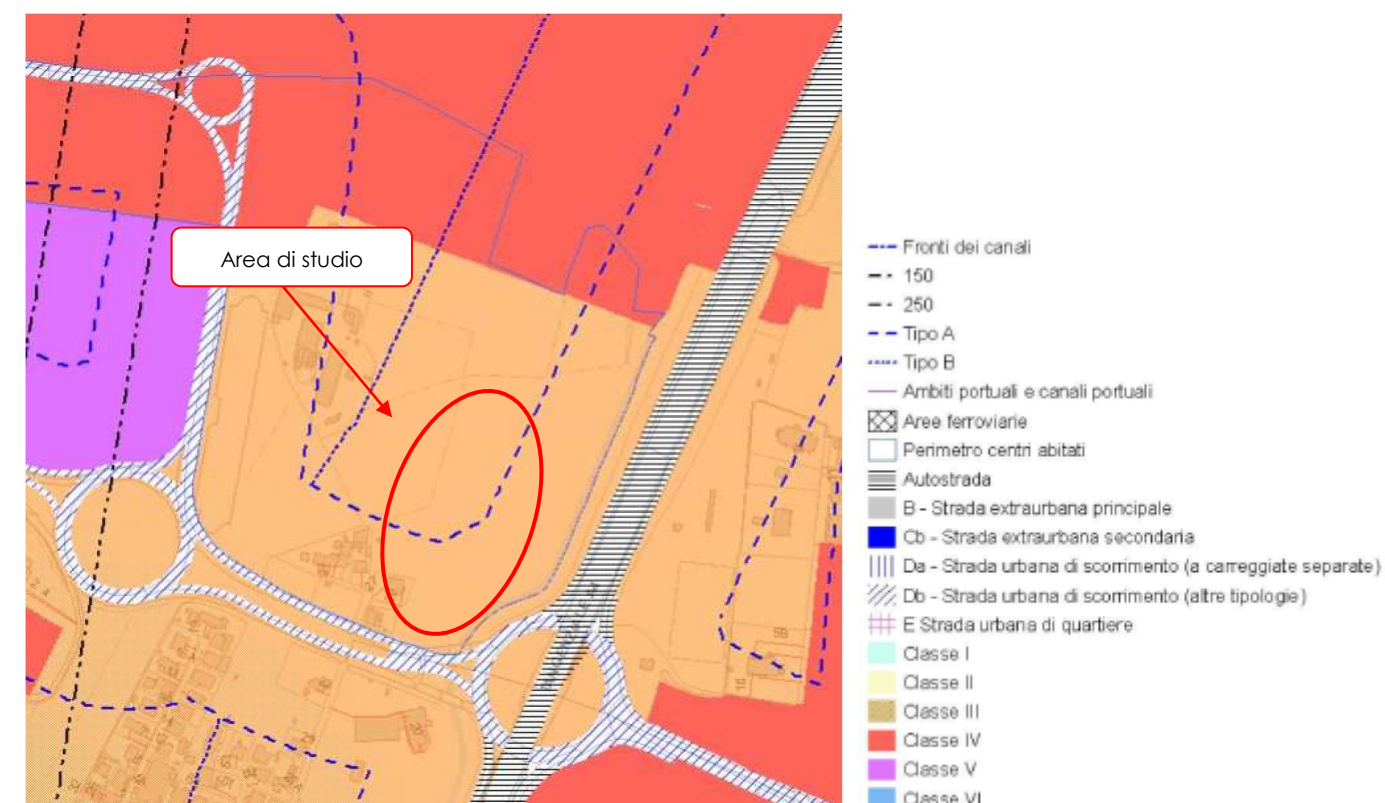 Area di studio
Fronti dei canali
150
250
Tipo A
Tipo B
Ambiti portuali e canali portuali
Aree ferroviarie
Perimetro centri abitati
Autostrada
B - Strada extraurbana principale
Cb - Strada extraurbana secondaria
Da - Strada urbana di scorrimento (a carreggiate separate)
Db - Strada urbana di scorrimento (altre tipologie)
E Strada urbana di quartiere
Classe I
Classe II
Classe III
Classe IV
Classe V
Classe VI